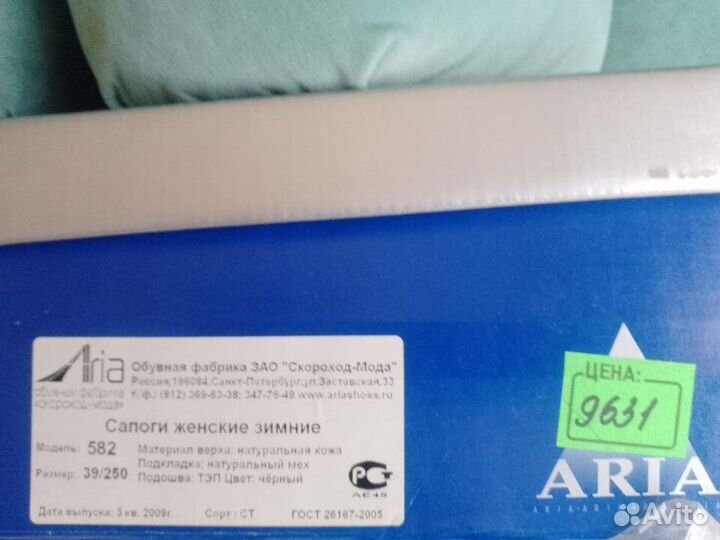 Aria
обувная фабрика
«скороход-мода»
Обувная фабрика ЗАО "Скороход-Мода"
Россия,196084,Санкт-Петербург,ул.Заставская,33
т. ф.: (812) 369-63-38; 347-76-49 www.ariashoes.ru
Сапоги женские зимние
Модель: 582
Материал верха: натуральная кожа
Подкладка: натуральный мех
Размер: 39/250
Подошва: ТЭП Цвет: чёрный
РСТ
АЕ45
Дата выпуска: 3 кв. 2009г. Сорт: СТ ГОСТ 26167-2005
ЦЕНА:
9631
ARIA
Avito